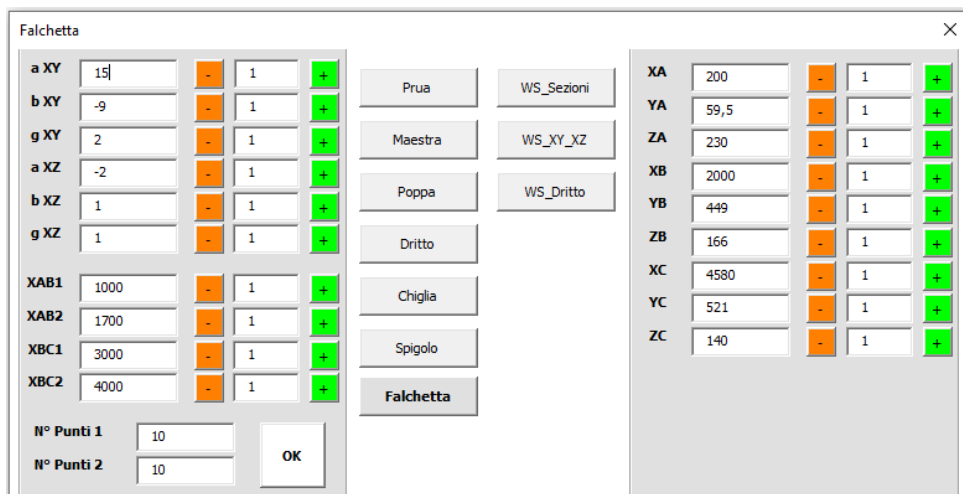 Falchetta
a XY 15 - 1 +
b XY -9 - 1 +
g XY 2 - 1 +
a XZ -2 - 1 +
b XZ 1 - 1 +
g XZ 1 - 1 +
XAB1 1000 - 1 +
XAB2 1700 - 1 +
XBC1 3000 - 1 +
XBC2 4000 - 1 +
N° Punti 1 10
N° Punti 2 10
OK
Prua WS_Sezioni
Maestra WS_XY_XZ
Poppa WS_Dritto
Dritto
Chiglia
Spigolo
Falchetta
XA 200 - 1 +
YA 59,5 - 1 +
ZA 230 - 1 +
XB 2000 - 1 +
YB 449 - 1 +
ZB 166 - 1 +
XC 4580 - 1 +
YC 521 - 1 +
ZC 140 - 1 +